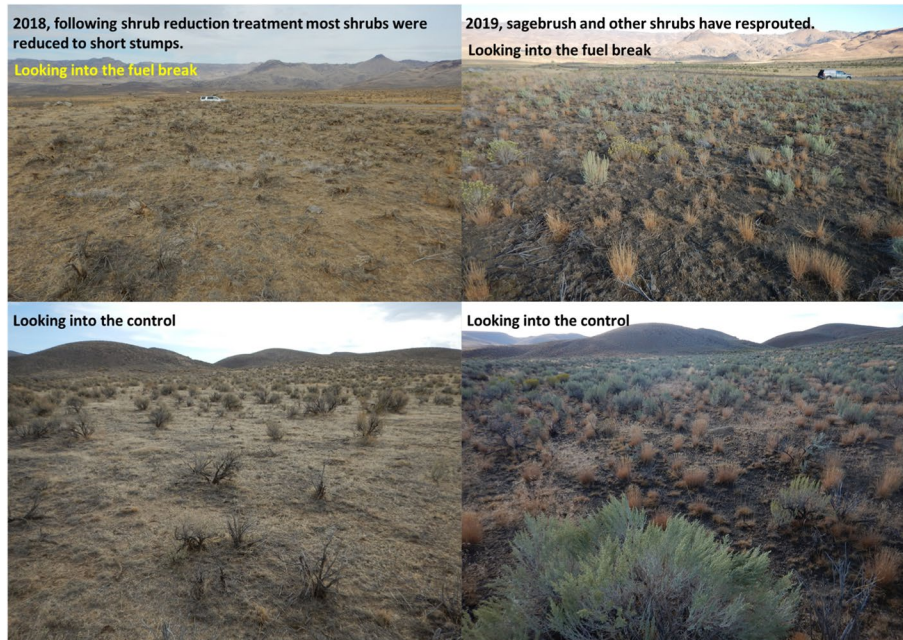 2018, following shrub reduction treatment most shrubs were
reduced to short stumps.
Looking into the fuel break
2019, sagebrush and other shrubs have resprouted.
Looking into the fuel break
Looking into the control
Looking into the control